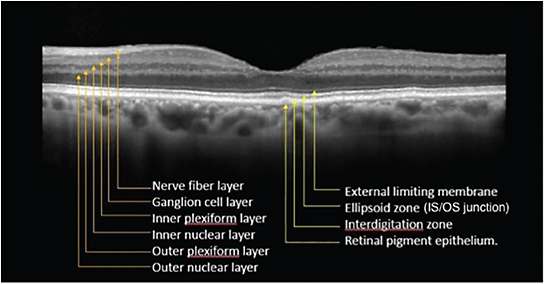 Nerve fiber layer
Ganglion cell layer
Inner plexiform layer
Inner nuclear layer
Outer plexiform layer
Outer nuclear layer
External limiting membrane
Ellipsoid zone (IS/OS junction)
Interdigitation zone
Retinal pigment epithelium.